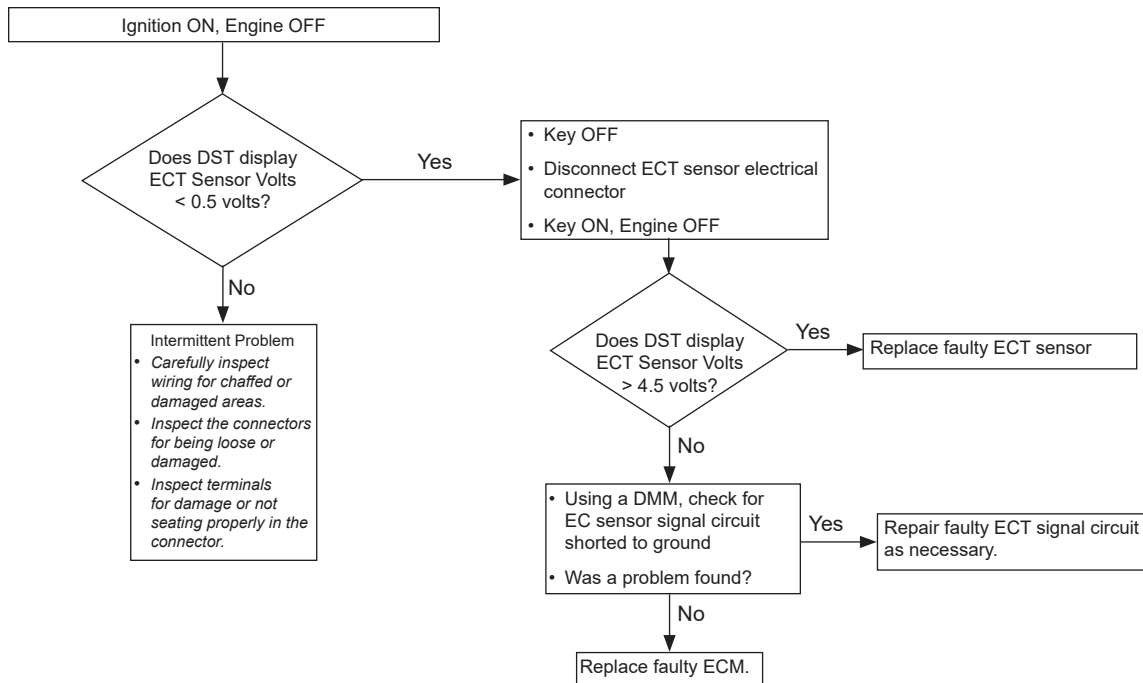 Ignition ON, Engine OFF
Does DST display
ECT Sensor Volts
< 0.5 volts?
Yes
• Key OFF
• Disconnect ECT sensor electrical
connector
• Key ON, Engine OFF
No
Intermittent Problem
• Carefully inspect
wiring for chaffed or
damaged areas.
• Inspect the connectors
for being loose or
damaged.
• Inspect terminals
for damage or not
seating properly in the
connector.
Does DST display
ECT Sensor Volts
> 4.5 volts?
Yes
Replace faulty ECT sensor
No
• Using a DMM, check for
EC sensor signal circuit
shorted to ground
• Was a problem found?
Yes
Repair faulty ECT signal circuit
as necessary.
No
Replace faulty ECM.